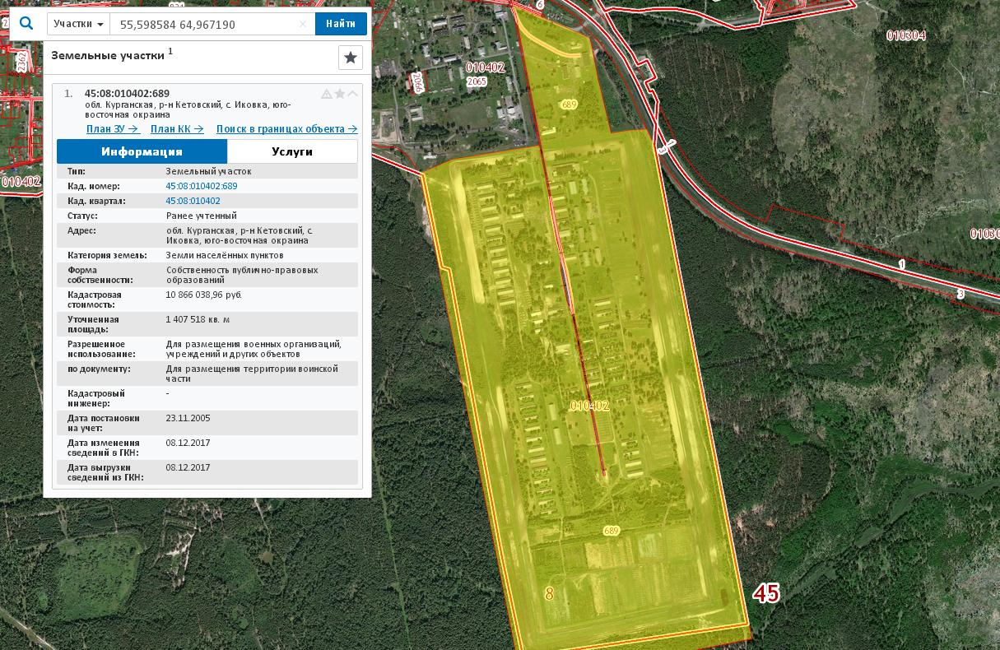 Участки
55,598584 64,967190
Найти
Земельные участки 1
1.
45:08:010402:689
обл. Курганская, р-н Кетовский, с. Иковка, юго-
восточная окраина
План ЗУ →
План КК →
Поиск в границах объекта →
Информация
Услуги
Тип: Земельный участок
Кад. номер: 45:08:010402:689
Кад. квартал: 45:08:010402
Статус: Ранее учтенный
Адрес: обл. Курганская, р-н Кетовский, с.
Иковка, юго-восточная окраина
Категория земель: Земли населённых пунктов
Форма
собственности:
Собственность публично-правовых
образований
Кадастровая
стоимость:
10 866 038,96 руб.
Уточненная
площадь:
1 407 518 кв. м
Разрешенное
использование:
Для размещения военных организаций,
учреждений и других объектов
по документу: Для размещения территории воинской
части
Кадастровый
инженер:
-
Дата постановки
на учет:
23.11.2005
Дата изменения
сведений в ГКН:
08.12.2017
Дата выгрузки
сведений из ГКН:
08.12.2017
2362
010402
6
010402
2065
2066
689
010304
1
3
1
3
010402
689
8
45